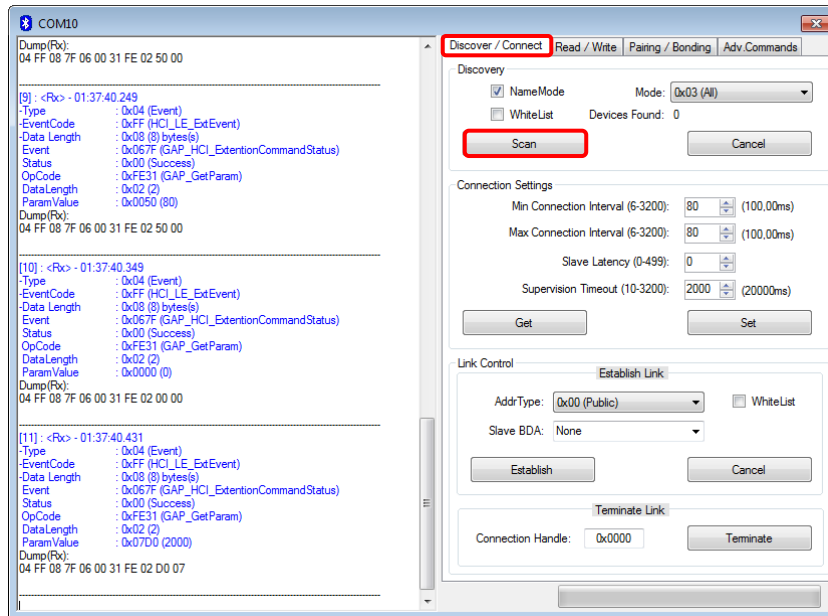 COM10
Dump(Rx):
04 FF 08 7F 06 00 31 FE 02 50 00
--------------------------------------------------------------------
[9] : <Rx> - 01:37:40.249
-Type : 0x04 (Event)
-EventCode : 0xFF (HCI_LE_ExtEvent)
-Data Length : 0x08 (8) bytes(s)
Event : 0x067F (GAP_HCI_ExtentionCommandStatus)
Status : 0x00 (Success)
OpCode : 0xFE31 (GAP_GetParam)
DataLength : 0x02 (2)
ParamValue : 0x0050 (80)
Dump(Rx):
04 FF 08 7F 06 00 31 FE 02 50 00
--------------------------------------------------------------------
[10] : <Rx> - 01:37:40.349
-Type : 0x04 (Event)
-EventCode : 0xFF (HCI_LE_ExtEvent)
-Data Length : 0x08 (8) bytes(s)
Event : 0x067F (GAP_HCI_ExtentionCommandStatus)
Status : 0x00 (Success)
OpCode : 0xFE31 (GAP_GetParam)
DataLength : 0x02 (2)
ParamValue : 0x0000 (0)
Dump(Rx):
04 FF 08 7F 06 00 31 FE 02 00 00
--------------------------------------------------------------------
[11] : <Rx> - 01:37:40.431
-Type : 0x04 (Event)
-EventCode : 0xFF (HCI_LE_ExtEvent)
-Data Length : 0x08 (8) bytes(s)
Event : 0x067F (GAP_HCI_ExtentionCommandStatus)
Status : 0x00 (Success)
OpCode : 0xFE31 (GAP_GetParam)
DataLength : 0x02 (2)
ParamValue : 0x07D0 (2000)
Dump(Rx):
04 FF 08 7F 06 00 31 FE 02 D0 07
--------------------------------------------------------------------
Discover / Connect Read / Write Pairing / Bonding Adv.Commands
Discovery
NameMode Mode: 0x03 (All)
WhiteList Devices Found: 0
Scan Cancel
Connection Settings
Min Connection Interval (6-3200): 80 (100,00ms)
Max Connection Interval (6-3200): 80 (100,00ms)
Slave Latency (0-499): 0
Supervision Timeout (10-3200): 2000 (20000ms)
Get Set
Link Control
Establish Link
AddrType: 0x00 (Public) WhiteList
Slave BDA: None
Establish Cancel
Terminate Link
Connection Handle: 0x0000 Terminate